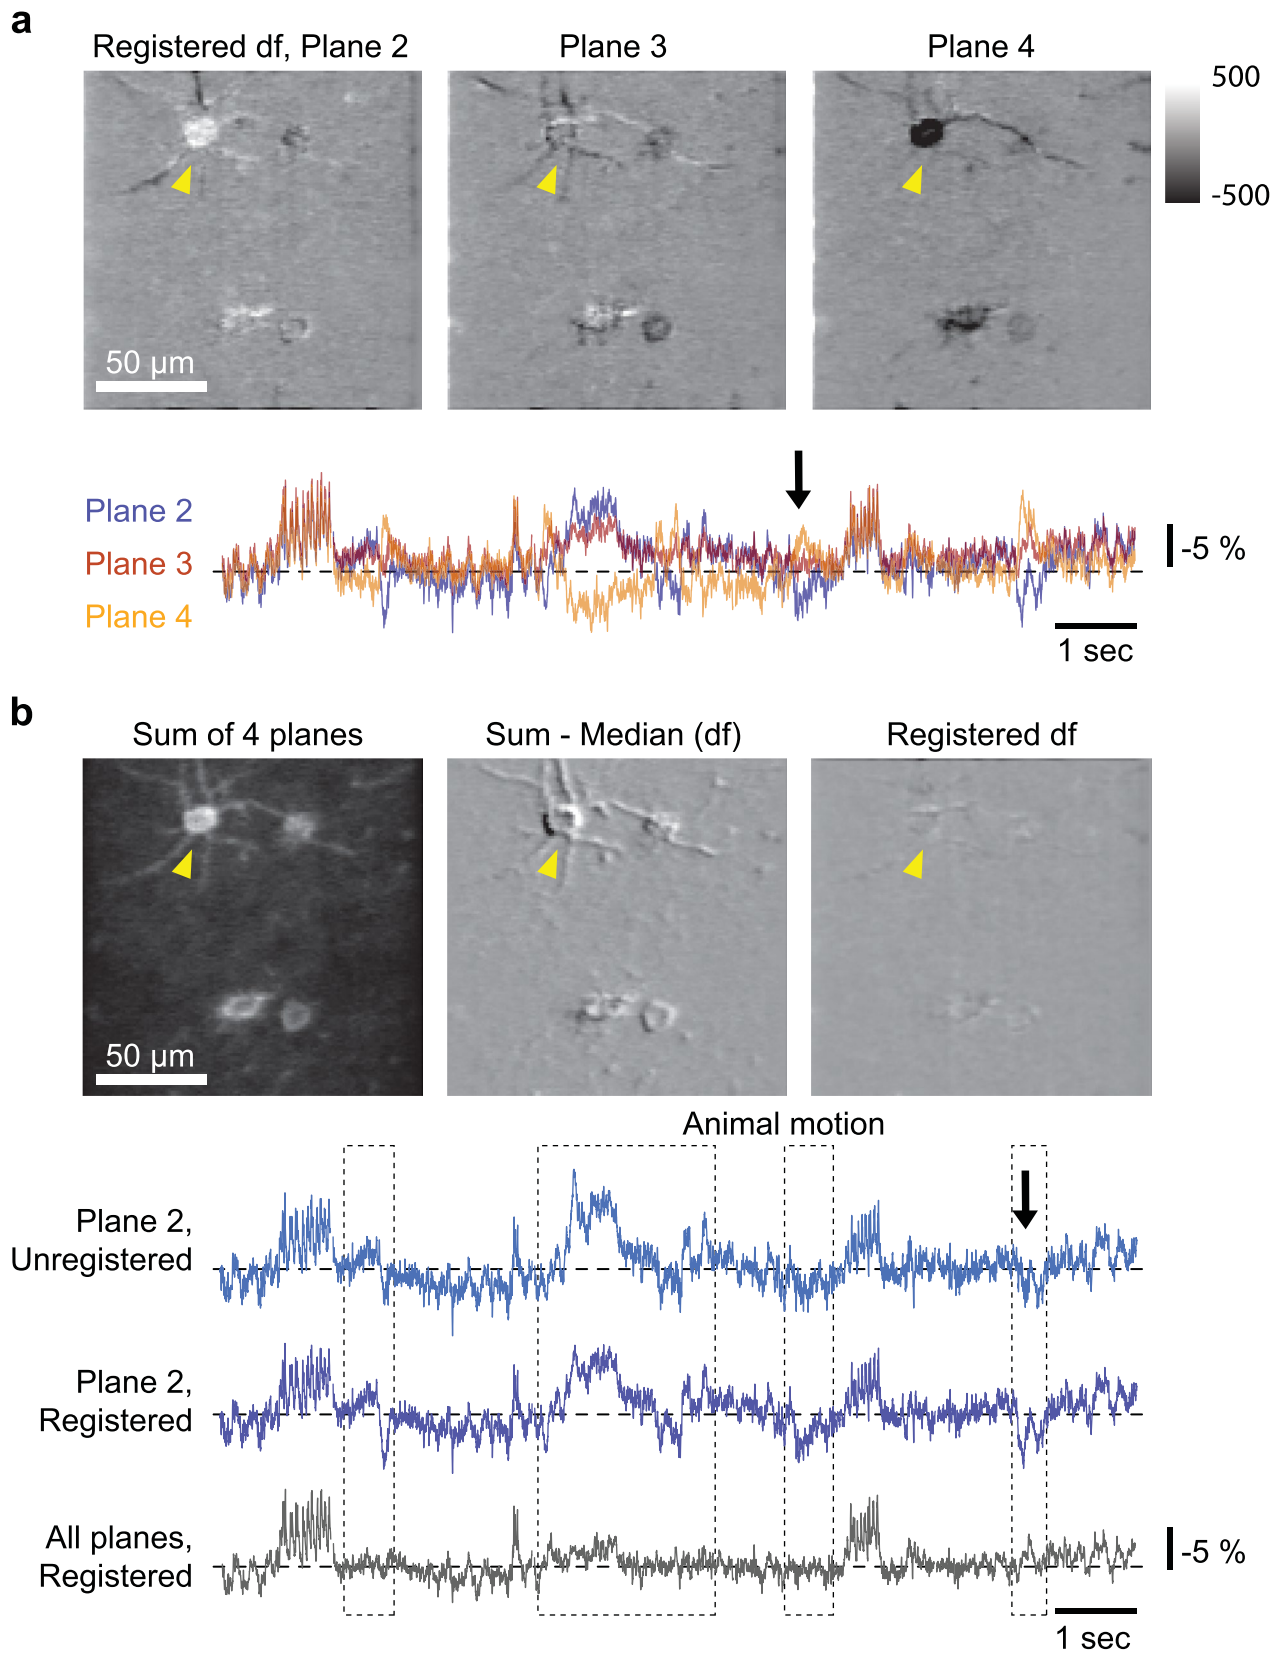 a
Registered df, Plane 2
Plane 3
Plane 4
500
-500
50 µm
Plane 2
Plane 3
Plane 4
-5 %
1 sec
b
Sum of 4 planes
Sum - Median (df)
Registered df
50 µm
Animal motion
Plane 2,
Unregistered
Plane 2,
Registered
All planes,
Registered
-5 %
1 sec